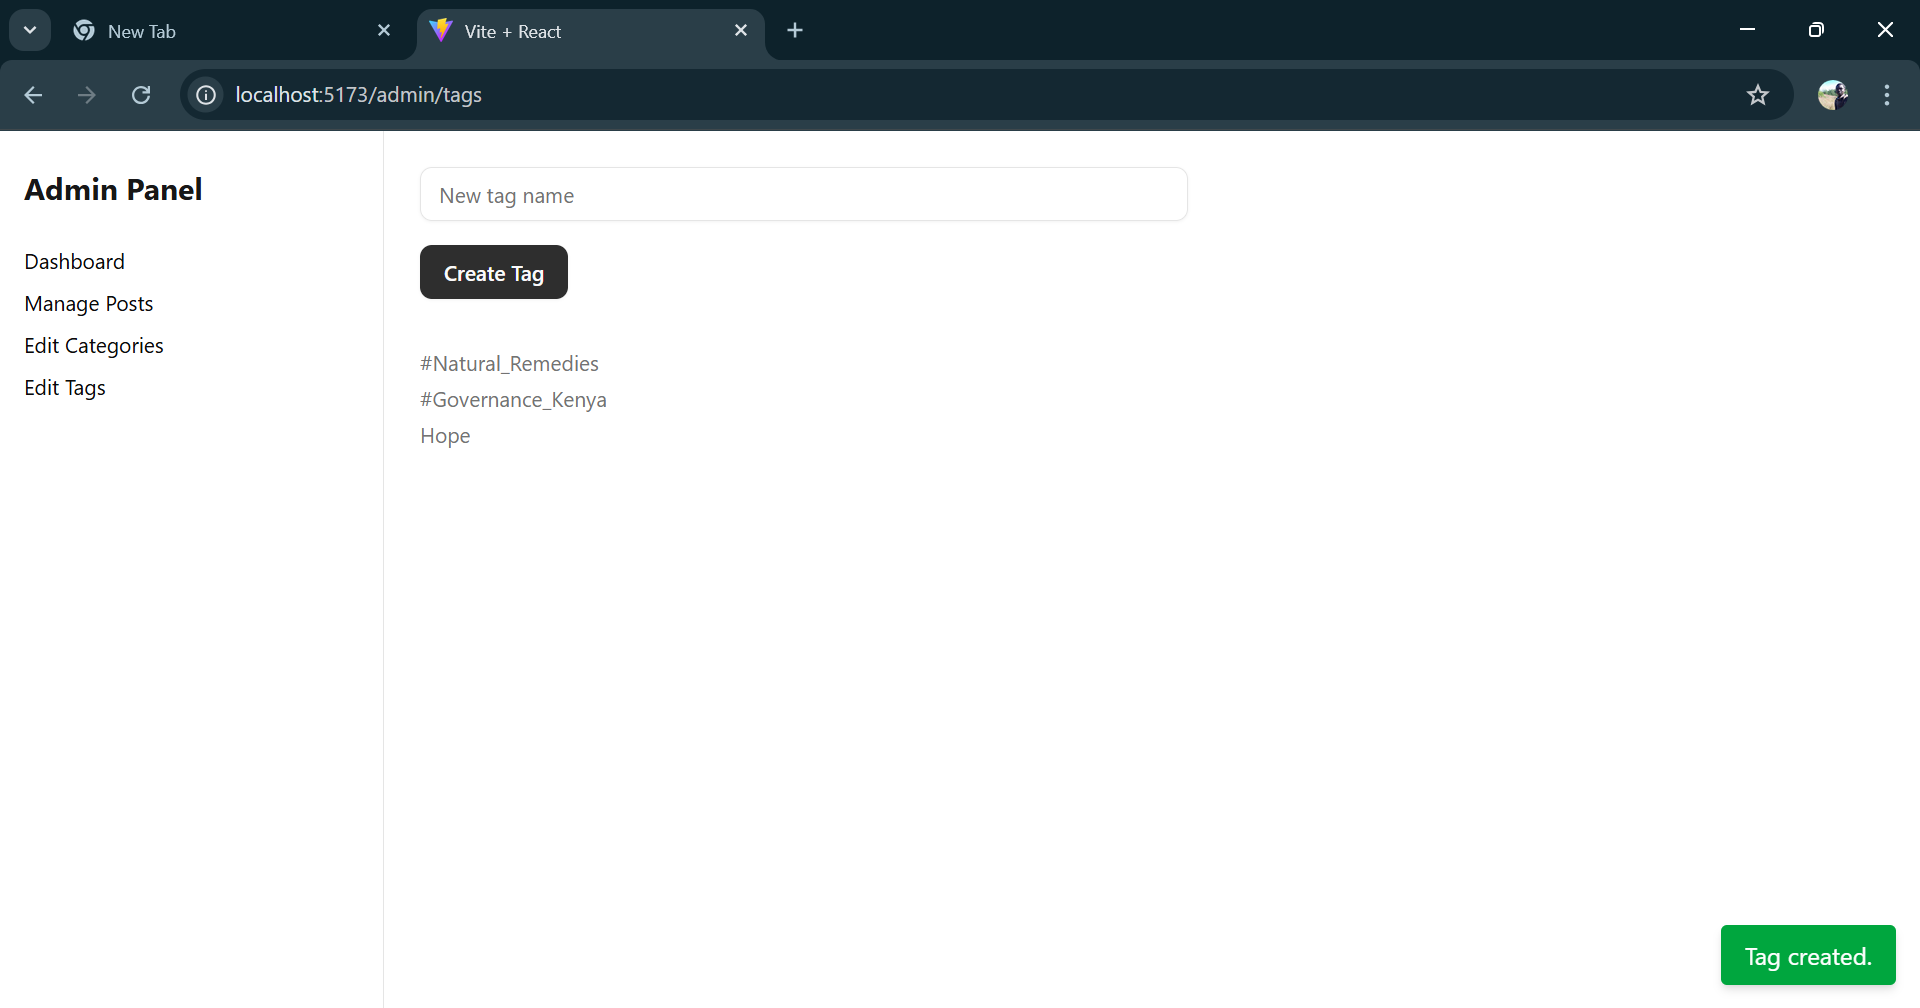 New Tab
Vite + React
localhost:5173/admin/tags
Admin Panel
Dashboard
Manage Posts
Edit Categories
Edit Tags
New tag name
Create Tag
#Natural_Remedies
#Governance_Kenya
Hope
Tag created.